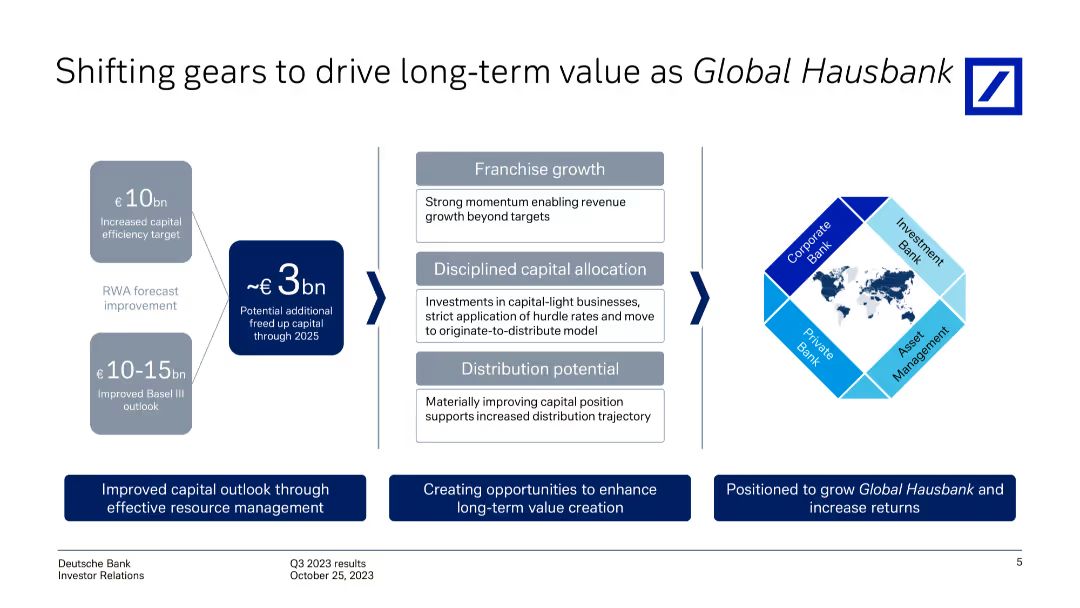 Shifting gears to drive long-term value as Global Hausbank
€ 10bn
Increased capital
efficiency target
RWA forecast
improvement
€ 10-15bn
Improved Basel III
outlook
~€ 3bn
Potential additional
freed up capital
through 2025
Franchise growth
Strong momentum enabling revenue
growth beyond targets
Disciplined capital allocation
Investments in capital-light businesses,
strict application of hurdle rates and move
to originate-to-distribute model
Distribution potential
Materially improving capital position
supports increased distribution trajectory
Corporate
Bank
Investment
Bank
Private
Bank
Asset
Management
Improved capital outlook through
effective resource management
Creating opportunities to enhance
long-term value creation
Positioned to grow Global Hausbank and
increase returns
Deutsche Bank
Investor Relations
Q3 2023 results
October 25, 2023
5